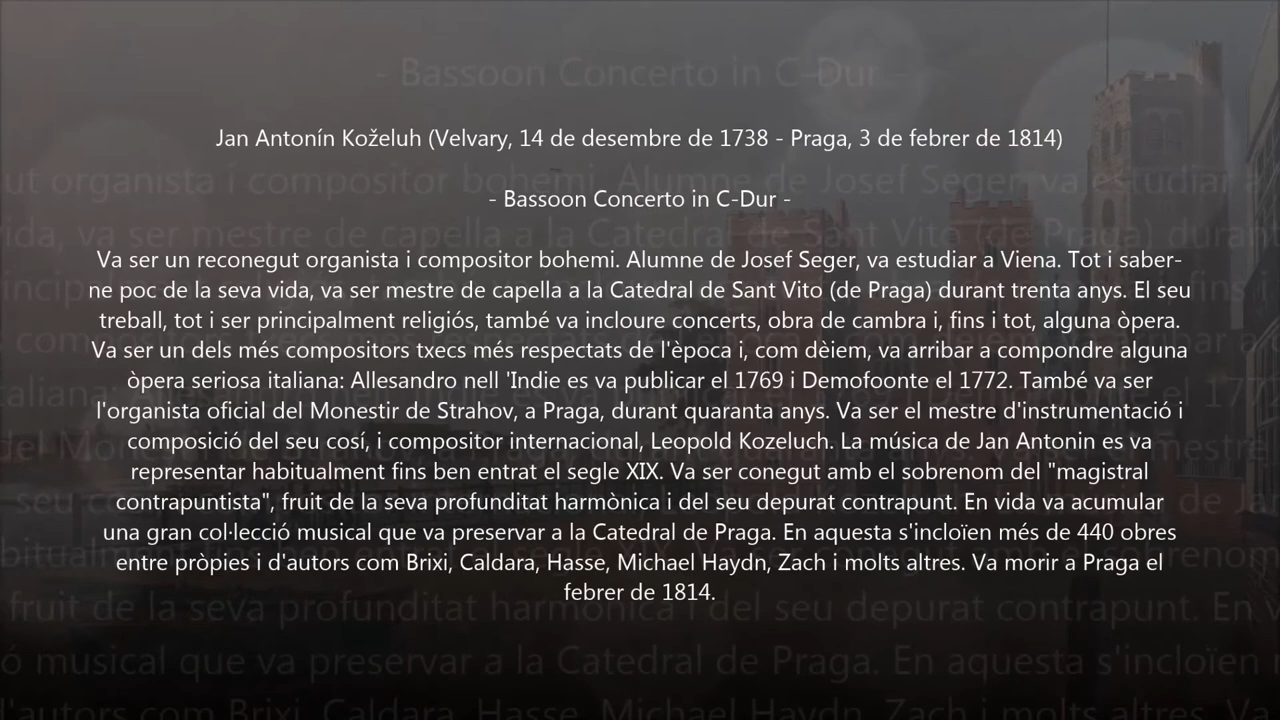 Jan Antonín Koželuh (Velvary, 14 de desembre de 1738 - Praga, 3 de febrer de 1814)
- Bassoon Concerto in C-Dur -
Va ser un reconegut organista i compositor bohemi. Alumne de Josef Seger, va estudiar a Viena. Tot i saber-
ne poc de la seva vida, va ser mestre de capella a la Catedral de Sant Vito (de Praga) durant trenta anys. El seu
treball, tot i ser principalment religiós, també va incloure concerts, obra de cambra i, fins i tot, alguna òpera.
Va ser un dels més compositors txecs més respectats de l'època i, com dèiem, va arribar a compondre alguna
òpera seriosa italiana: Allesandro nell 'Indie es va publicar el 1769 i Demofoonte el 1772. També va ser
l'organista oficial del Monestir de Strahov, a Praga, durant quaranta anys. Va ser el mestre d'instrumentació i
composició del seu cosí, i compositor internacional, Leopold Kozeluch. La música de Jan Antonin es va
representar habitualment fins ben entrat el segle XIX. Va ser conegut amb el sobrenom del "magistral
contrapuntista", fruit de la seva profunditat harmònica i del seu depurat contrapunt. En vida va acumular
una gran col·lecció musical que va preservar a la Catedral de Praga. En aquesta s'incloïen més de 440 obres
entre pròpies i d'autors com Brixi, Caldara, Hasse, Michael Haydn, Zach i molts altres. Va morir a Praga el
febrer de 1814.